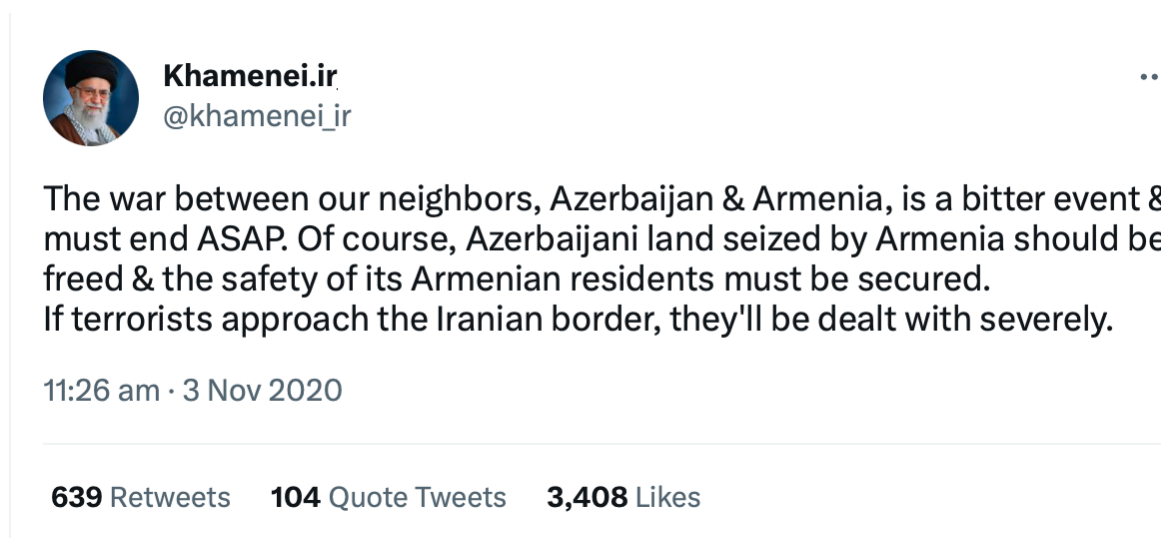 Khamenei.ir
@khamenei_ir
The war between our neighbors, Azerbaijan & Armenia, is a bitter event &
must end ASAP. Of course, Azerbaijani land seized by Armenia should be
freed & the safety of its Armenian residents must be secured.
If terrorists approach the Iranian border, they'll be dealt with severely.
11:26 am · 3 Nov 2020
639 Retweets 104 Quote Tweets 3,408 Likes